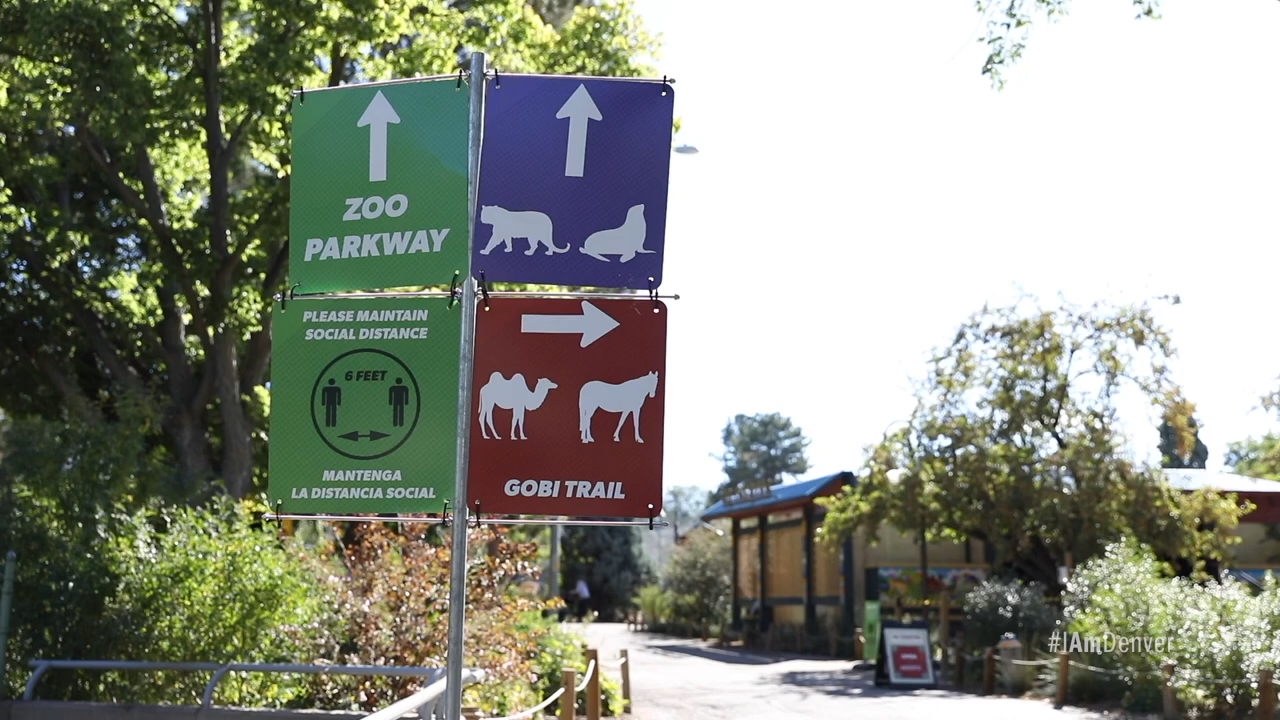 ZOO
PARKWAY
PLEASE MAINTAIN
SOCIAL DISTANCE
6 FEET
MANTENGA
LA DISTANCIA SOCIAL
GOBI TRAIL
#IAmDenver